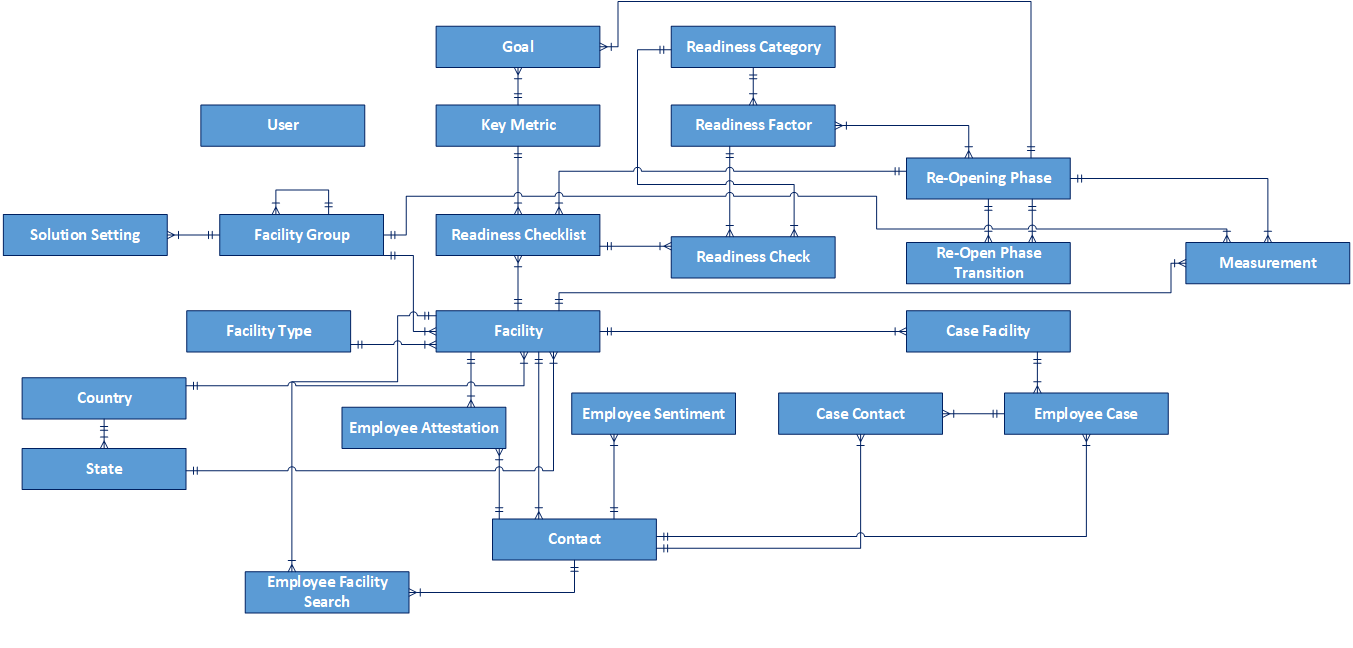 Goal
Readiness Category
User
Key Metric
Readiness Factor
Re-Opening Phase
Solution Setting
Facility Group
Readiness Checklist
Readiness Check
Re-Open Phase
Transition
Measurement
Facility Type
Facility
Case Facility
Country
Employee Attestation
Employee Sentiment
Case Contact
Employee Case
State
Contact
Employee Facility
Search